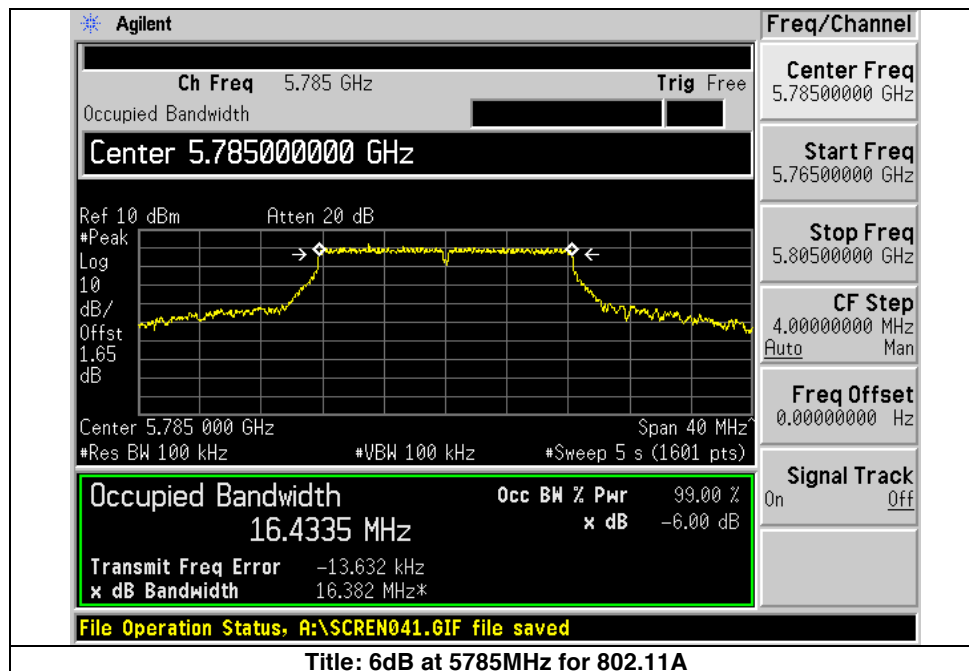 Agilent
Freq/Channel
Ch Freq 5.785 GHz Trig Free
Occupied Bandwidth
Center 5.785000000 GHz
Ref 10 dBm Atten 20 dB
#Peak
Log
10
dB/
Offst
1.65
dB
Center 5.785 000 GHz Span 40 MHz^
#Res BW 100 kHz #VBW 100 kHz #Sweep 5 s (1601 pts)
Occupied Bandwidth
16.4335 MHz
Occ BW % Pwr 99.00 %
x dB -6.00 dB
Transmit Freq Error -13.632 kHz
x dB Bandwidth 16.382 MHz*
File Operation Status, A:\SCREN041.GIF file saved
Center Freq
5.78500000 GHz
Start Freq
5.76500000 GHz
Stop Freq
5.80500000 GHz
CF Step
4.00000000 MHz
Auto Man
Freq Offset
0.00000000 Hz
Signal Track
On Off
Title: 6dB at 5785MHz for 802.11A